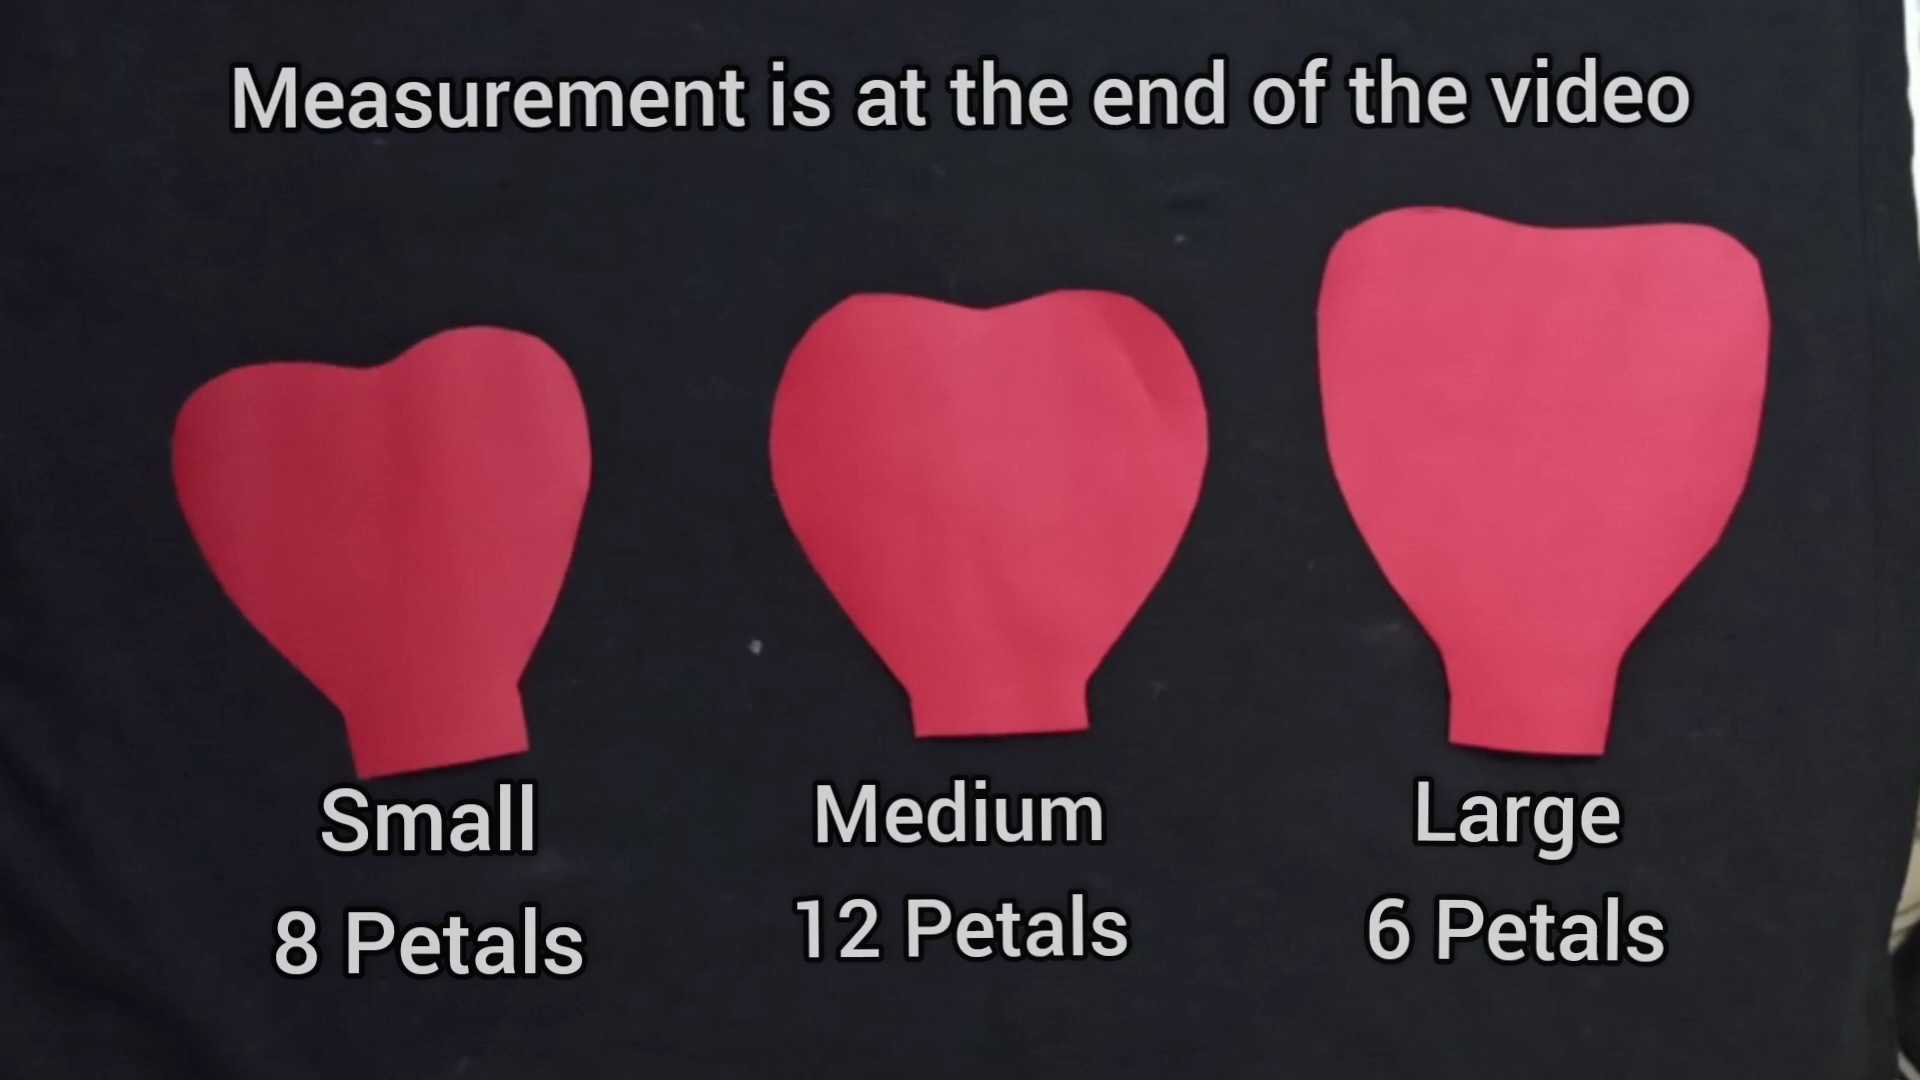 Measurement is at the end of the video
Small
Medium
Large
8 Petals
12 Petals
6 Petals